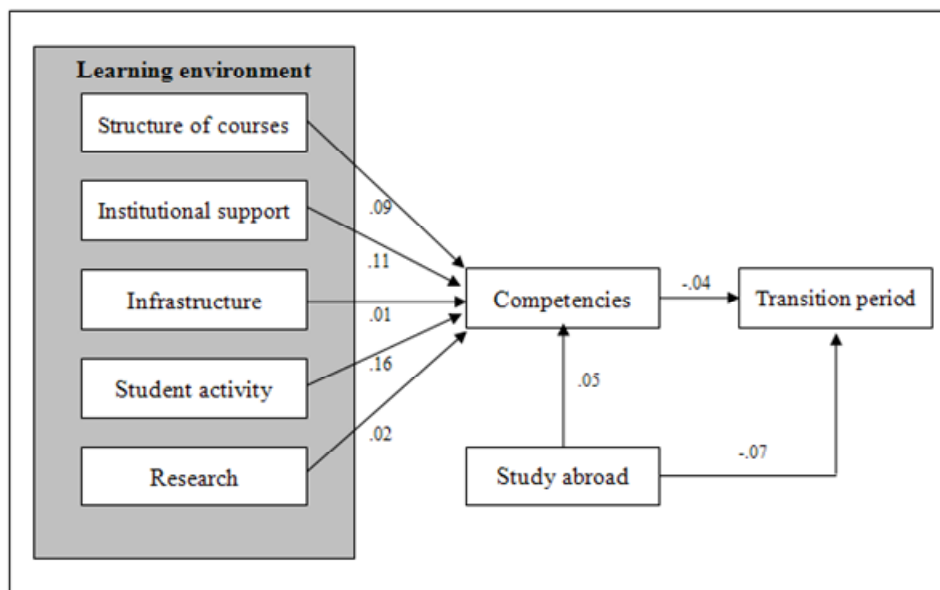 Learning environment
Structure of courses
Institutional support
Infrastructure
Student activity
Research
.09
.11
.01
.16
.02
Competencies
-.04
Transition period
.05
Study abroad
-.07